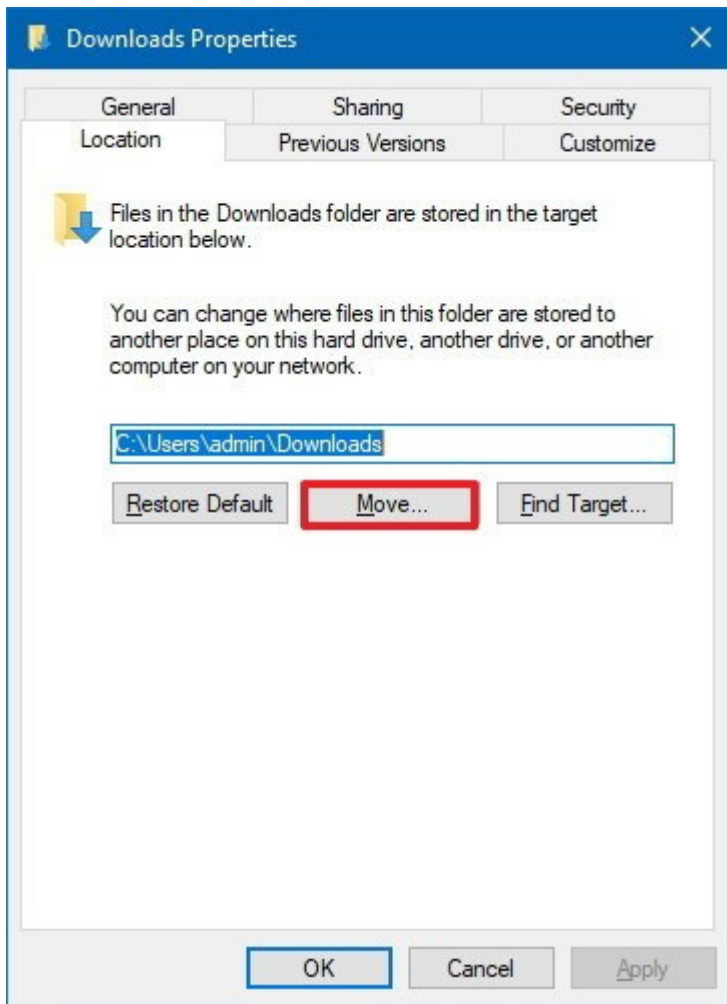 Downloads Properties
General Sharing Security
Location Previous Versions Customize
Files in the Downloads folder are stored in the target
location below.
You can change where files in this folder are stored to
another place on this hard drive, another drive, or another
computer on your network.
C:\Users\admin\Downloads
Restore Default Move... Find Target...
OK Cancel Apply